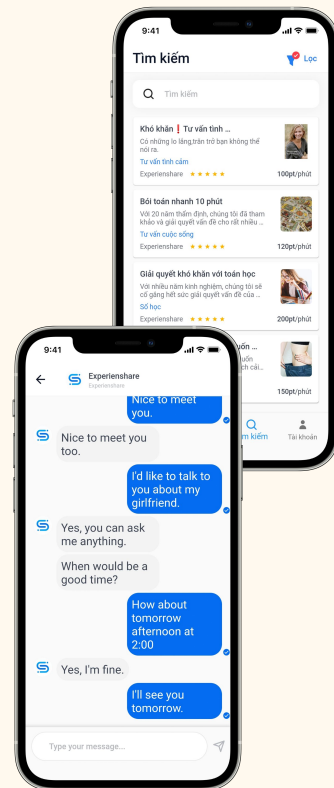 9:41
Tìm kiếm
Lọc
Tìm kiếm
Khó khăn❗Tư vấn tình ...
Có những lo lắng,trăn trở bạn không thể
nói ra.
Tư vấn tình cảm
Experienshare ★★★★★ 100pt/phút
Bói toán nhanh 10 phút
Với 20 năm thẩm định, chúng tôi đã tham
khảo và giải quyết vấn đề cho rất nhiều ...
Tư vấn cuộc sống
Experienshare ★★★★★ 120pt/phút
Giải quyết khó khăn với toán học
Với nhiều năm kinh nghiệm, chúng tôi sẽ
cố gắng hết sức giải quyết vấn đề của ...
Số học
Experienshare ★★★★★ 200pt/phút
uốn ...
uốn
ch cải...
150pt/phút
m kiếm
Tài khoản
9:41
Experienshare
Experienshare
Nice to meet
you.
Nice to meet you
too.
I'd like to talk to
you about my
girlfriend.
Yes, you can ask
me anything.
When would be a
good time?
How about
tomorrow
afternoon at
2:00
Yes, I'm fine.
I'll see you
tomorrow.
Type your message...